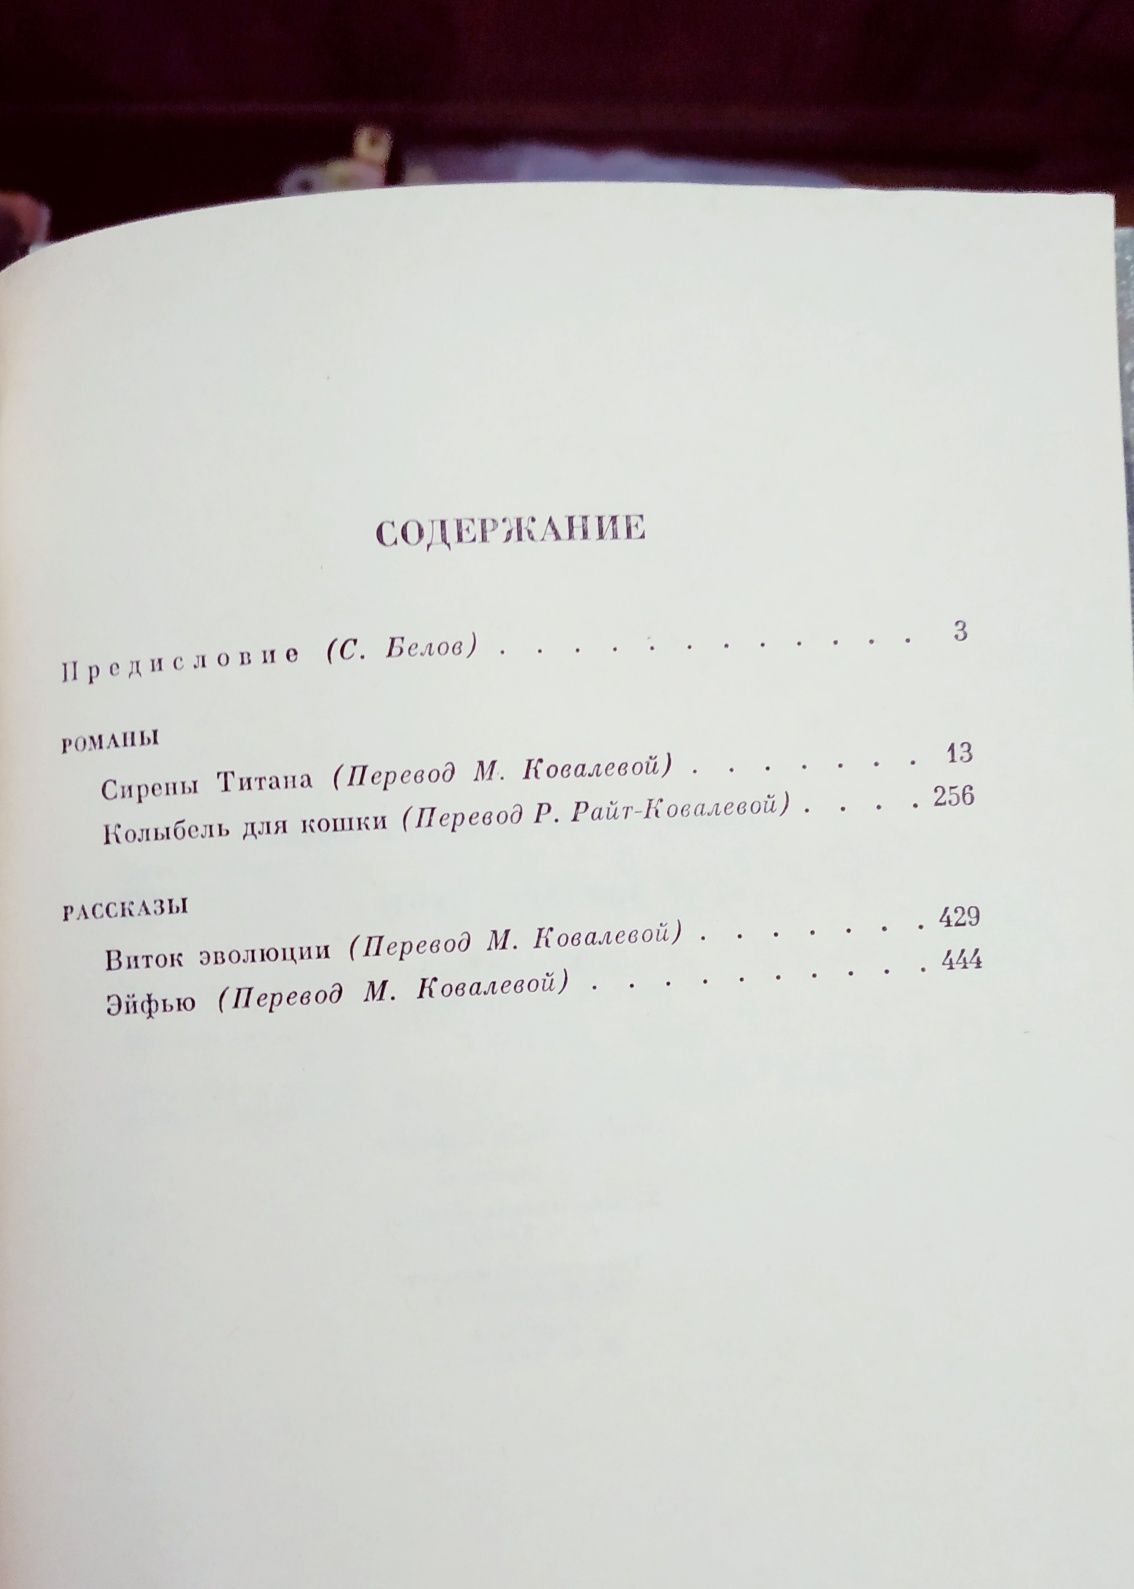 СОДЕРЖАНИЕ
Предисловие (С. Белов) . . . . . . . . . . . . 3
РОМАНЫ
Сирены Титана (Перевод М. Ковалевой) . . . . . . . 13
Колыбель для кошки (Перевод Р. Райт-Ковалевой) . . . . 256
РАССКАЗЫ
Виток эволюции (Перевод М. Ковалевой) . . . . . . . 429
Эйфью (Перевод М. Ковалевой) . . . . . . . . . . 444